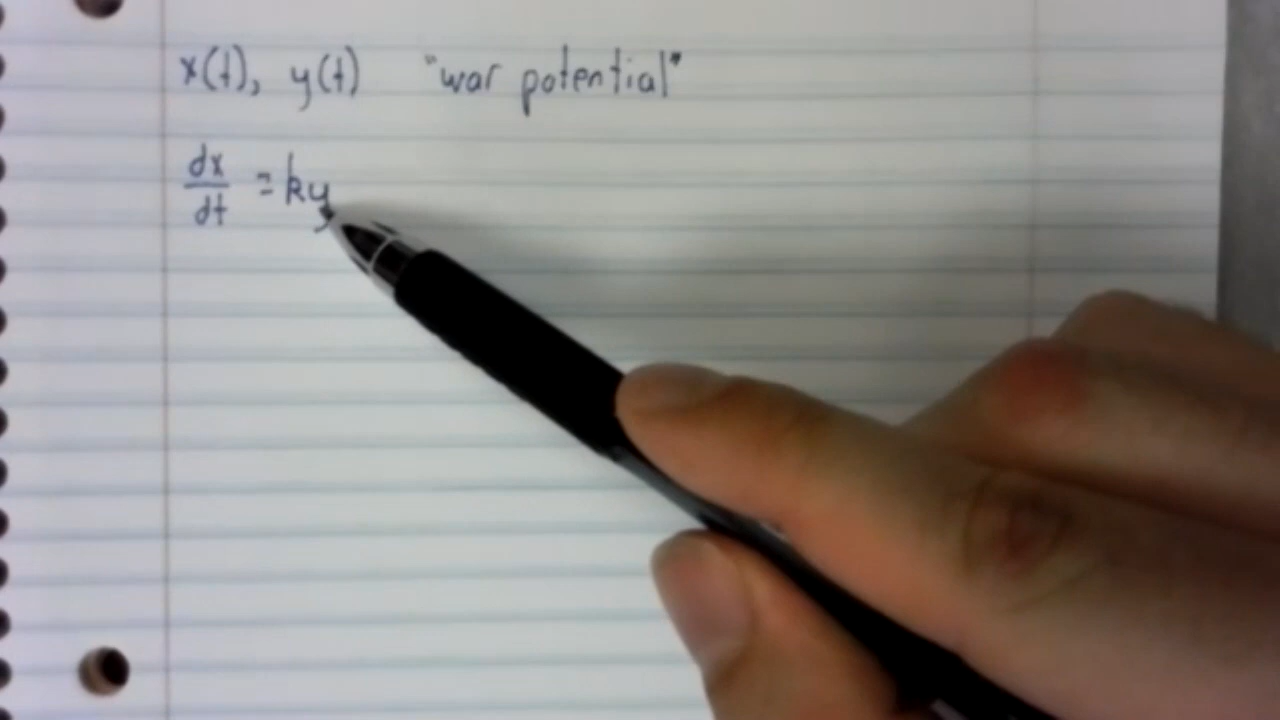 x(t), y(t) "war potential"
dx/dt = ky